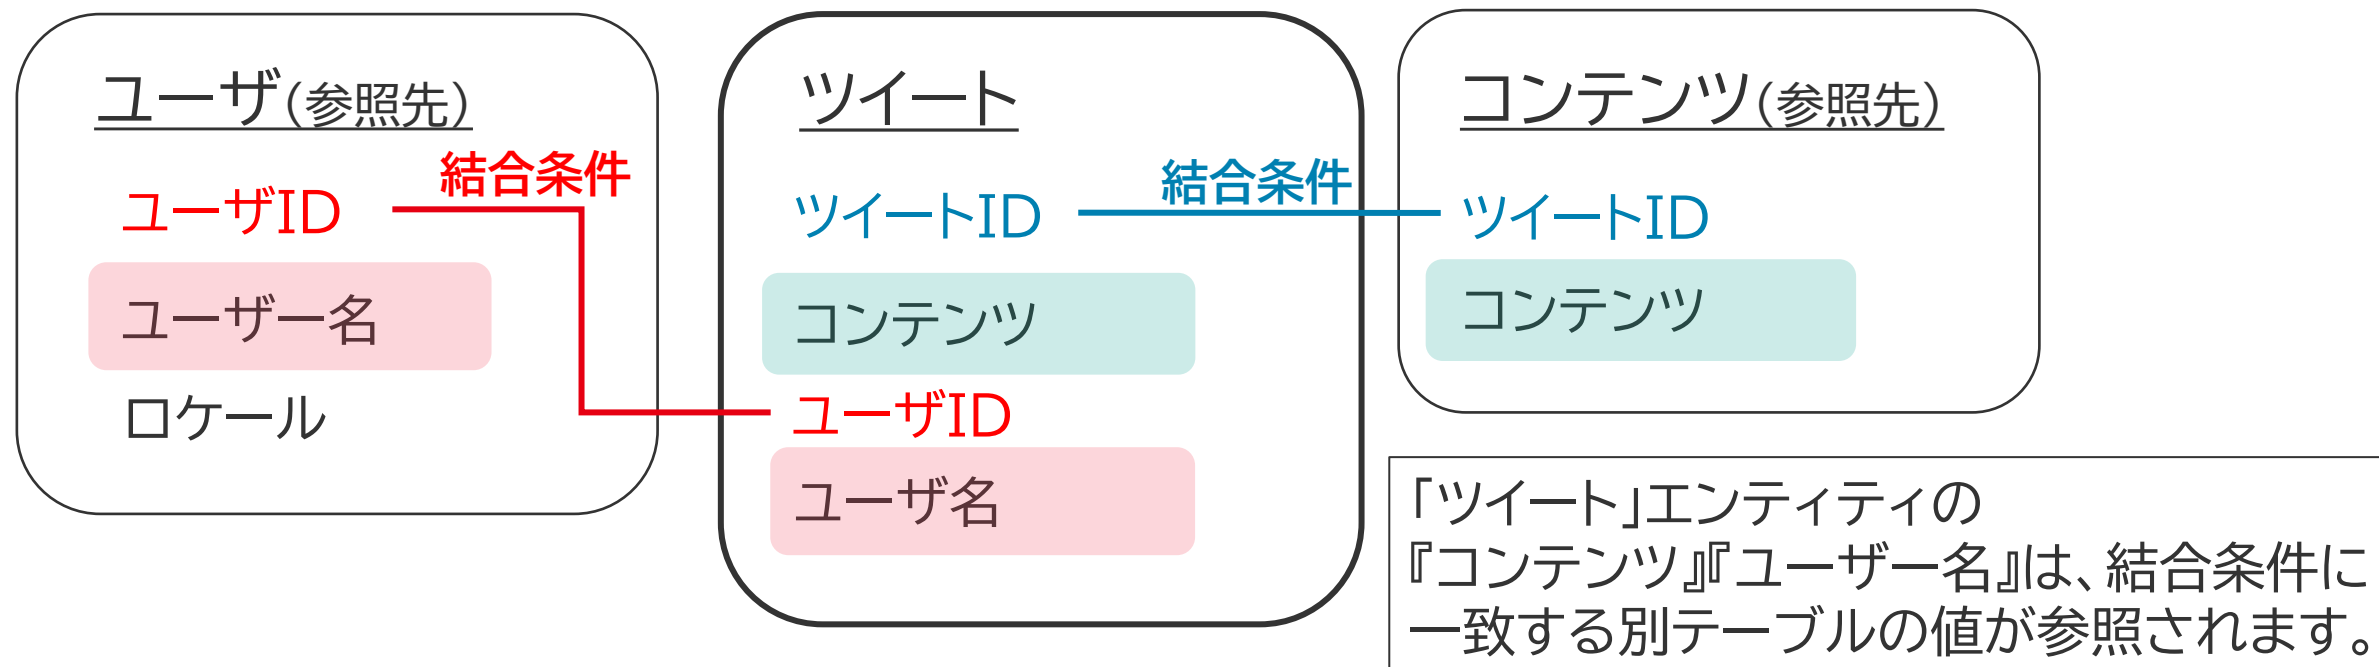 ユーザ(参照先)
結合条件
ユーザID
ユーザー名
ロケール
ツイート
結合条件
ツイートID
コンテンツ
ユーザID
ユーザ名
コンテンツ(参照先)
ツイートID
コンテンツ
「ツイート」エンティティの
『コンテンツ』『ユーザー名』は、結合条件に
一致する別テーブルの値が参照されます。